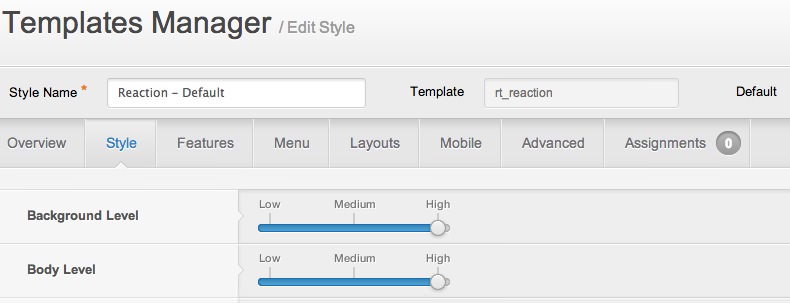 Templates Manager / Edit Style
Style Name * Reaction – Default Template rt_reaction Default
Overview Style Features Menu Layouts Mobile Advanced Assignments 0
Low Medium High
Background Level
Low Medium High
Body Level